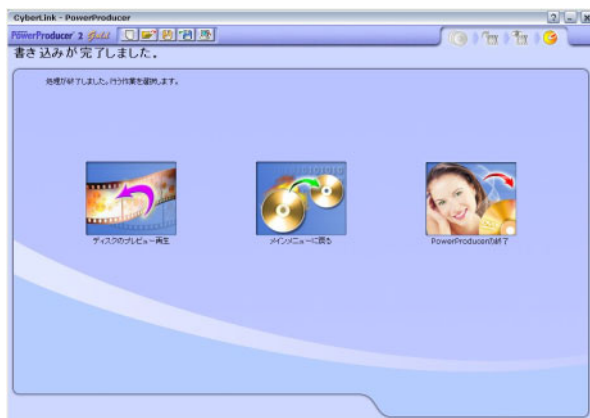 CyberLink - PowerProducer
PowerProducer 2 Gold
書き込みが完了しました。
処理が終了しました。行う作業を選択します。
ディスクのプレビュー再生
メインメニューに戻る
PowerProducerの終了